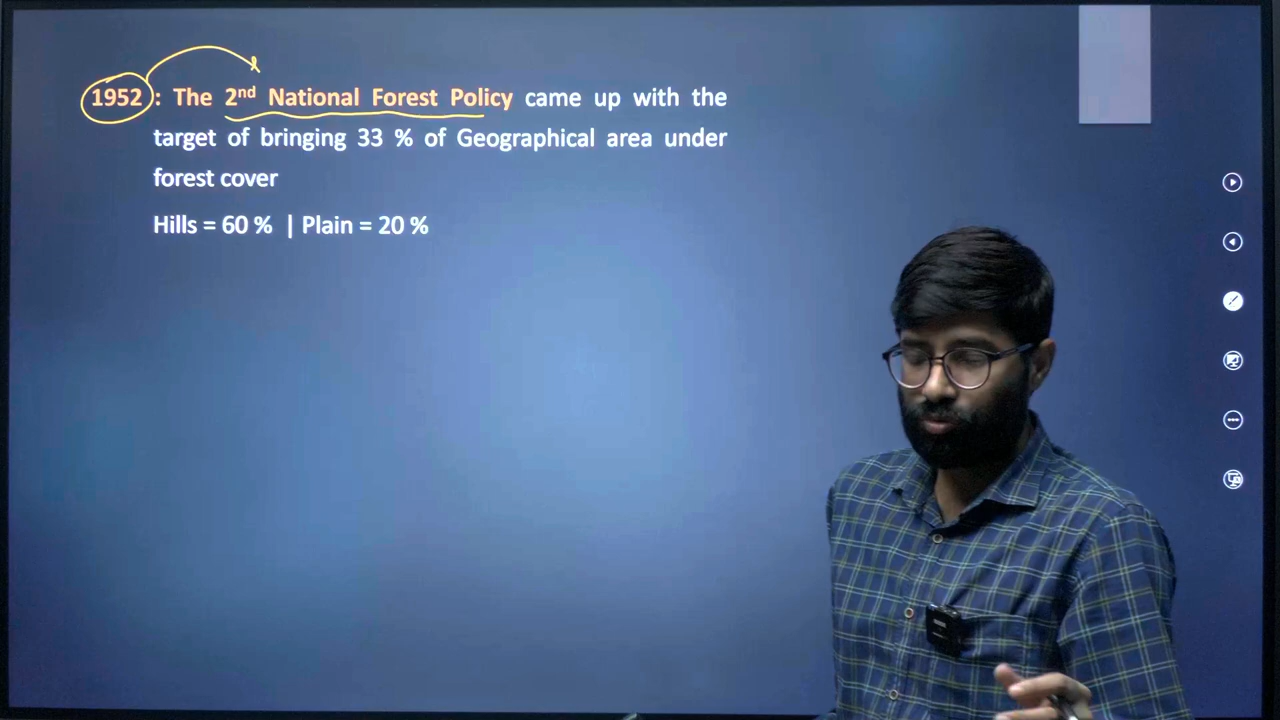 1952 : The 2nd National Forest Policy came up with the
target of bringing 33 % of Geographical area under
forest cover
Hills = 60 % | Plain = 20 %